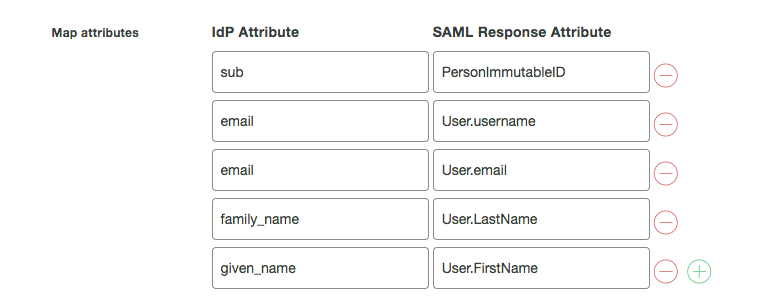 Map attributes IdP Attribute SAML Response Attribute
sub PersonImmutableID
email User.username
email User.email
family_name User.LastName
given_name User.FirstName